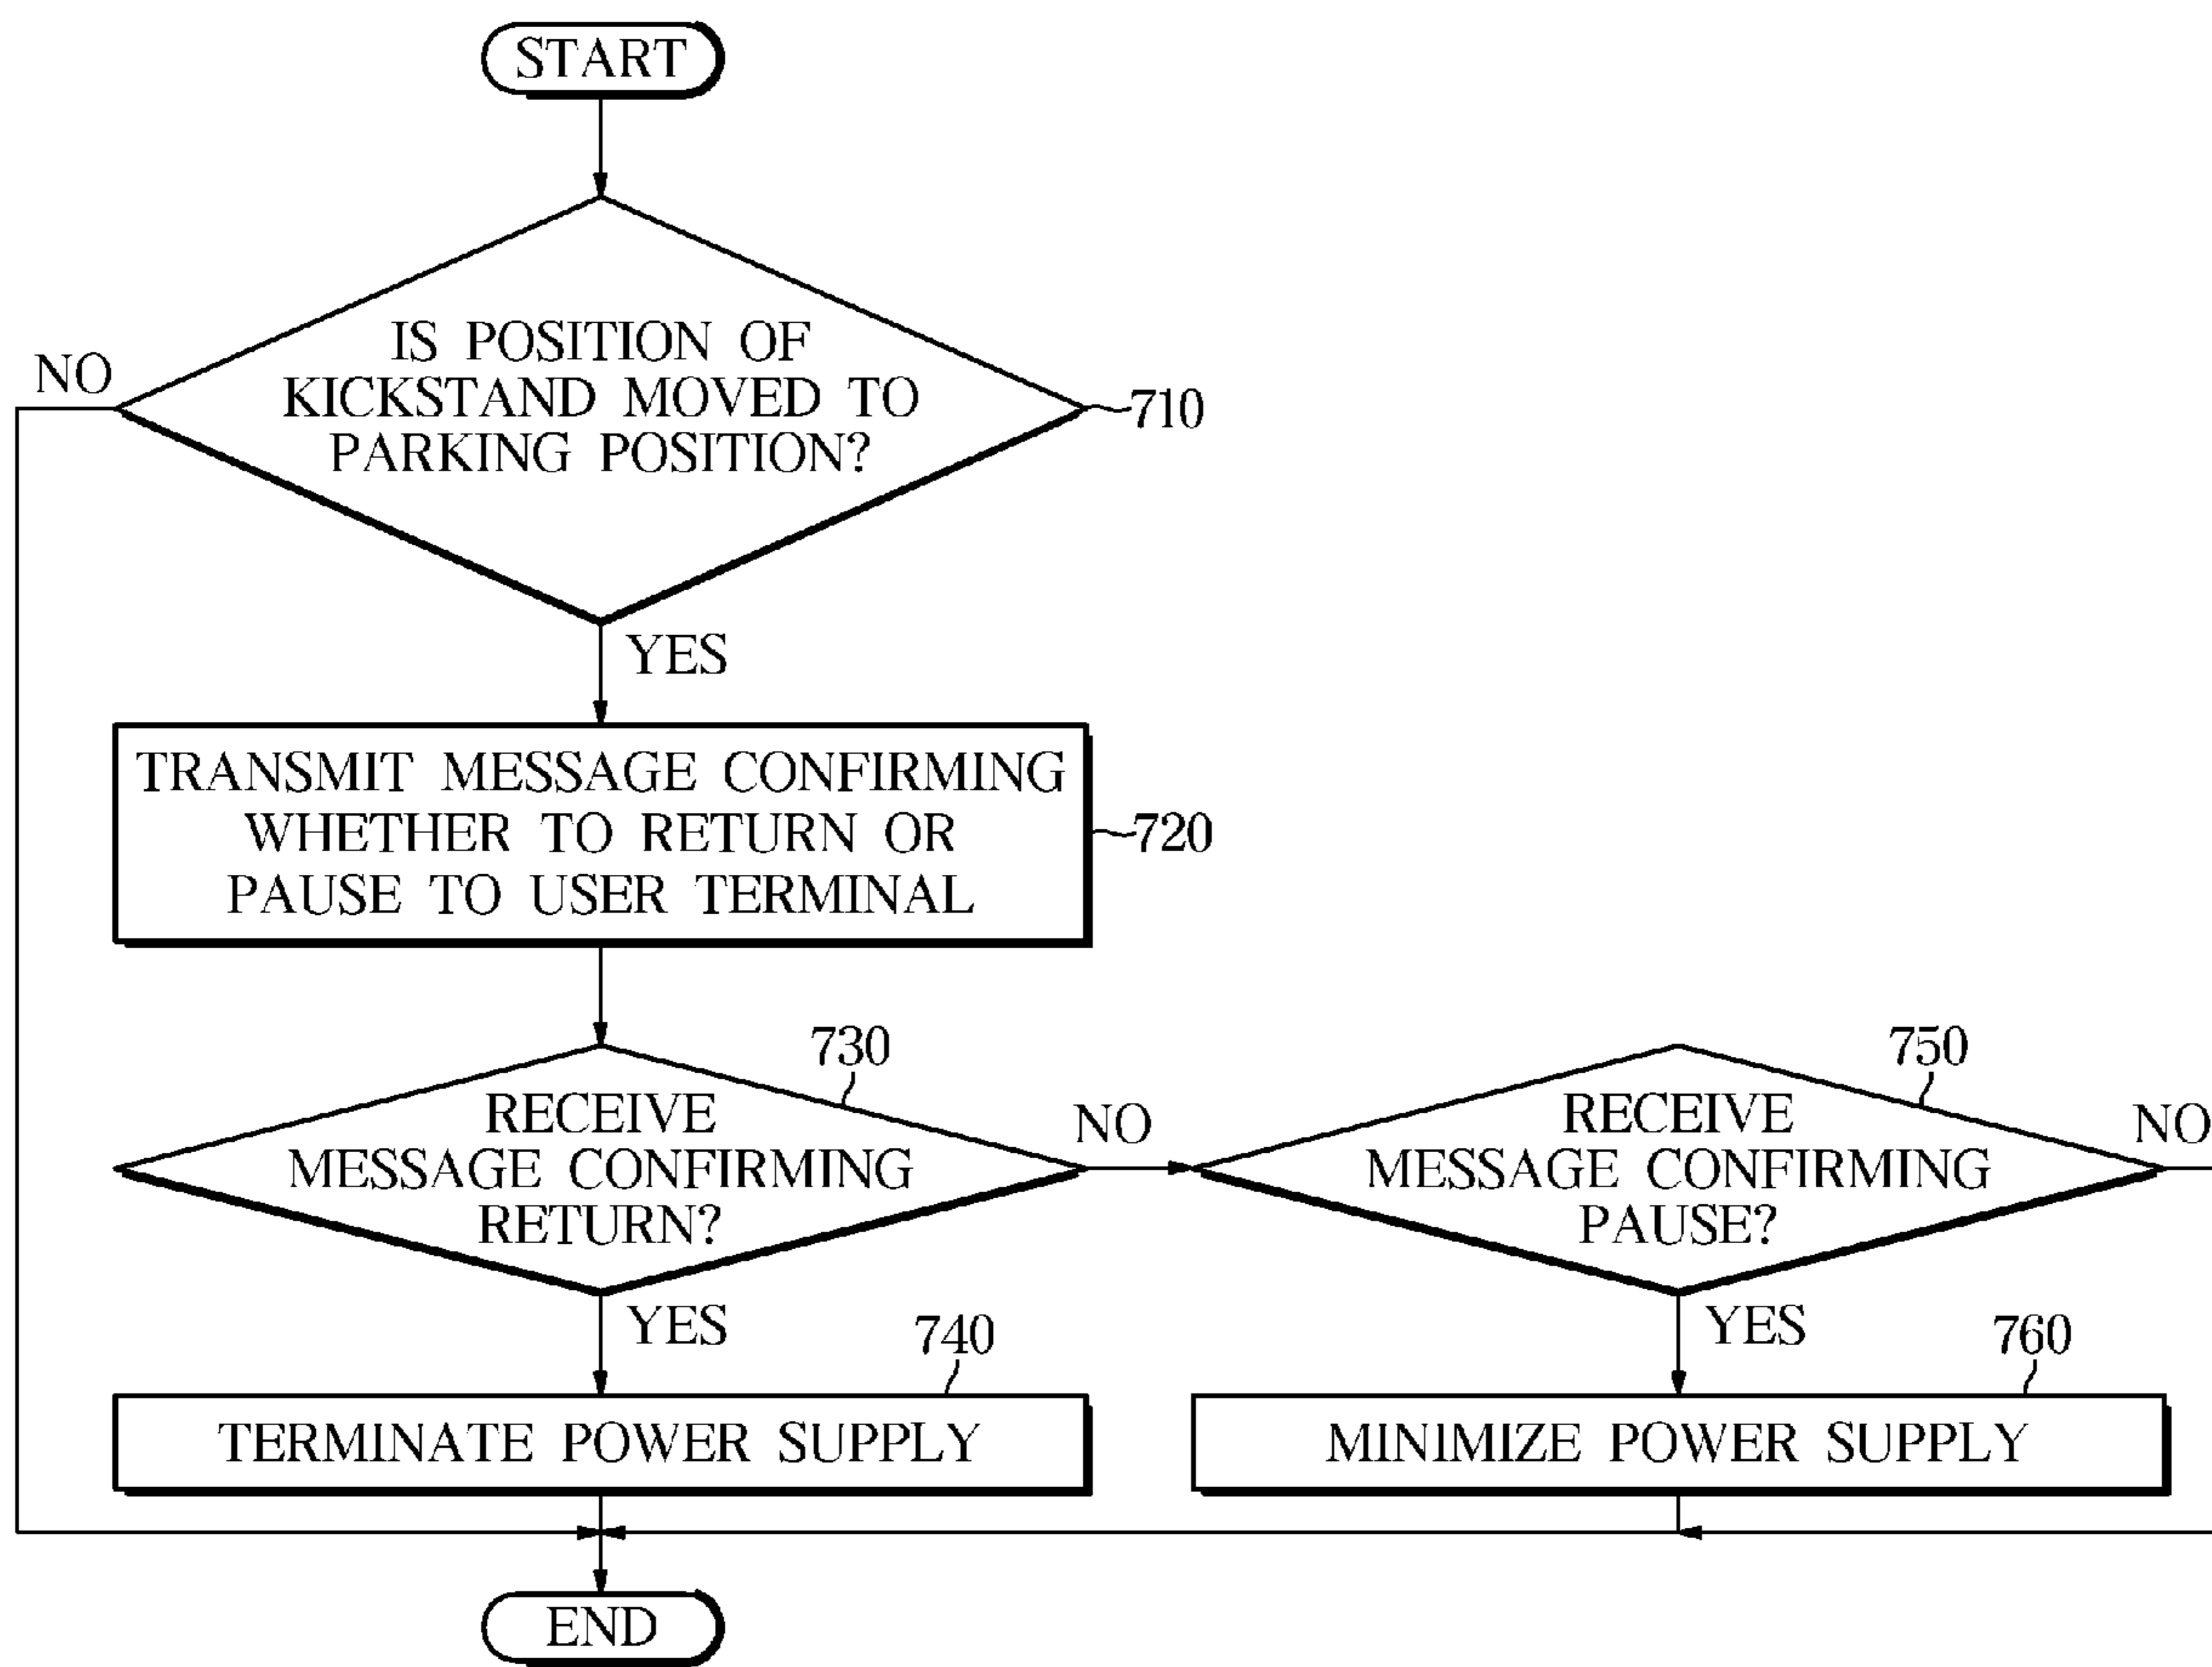 START
IS POSITION OF
KICKSTAND MOVED TO
PARKING POSITION?
NO
710
YES
TRANSMIT MESSAGE CONFIRMING
WHETHER TO RETURN OR
PAUSE TO USER TERMINAL
720
730
RECEIVE
MESSAGE CONFIRMING
RETURN?
NO
750
RECEIVE
MESSAGE CONFIRMING
PAUSE?
NO
YES
740
TERMINATE POWER SUPPLY
YES
760
MINIMIZE POWER SUPPLY
END